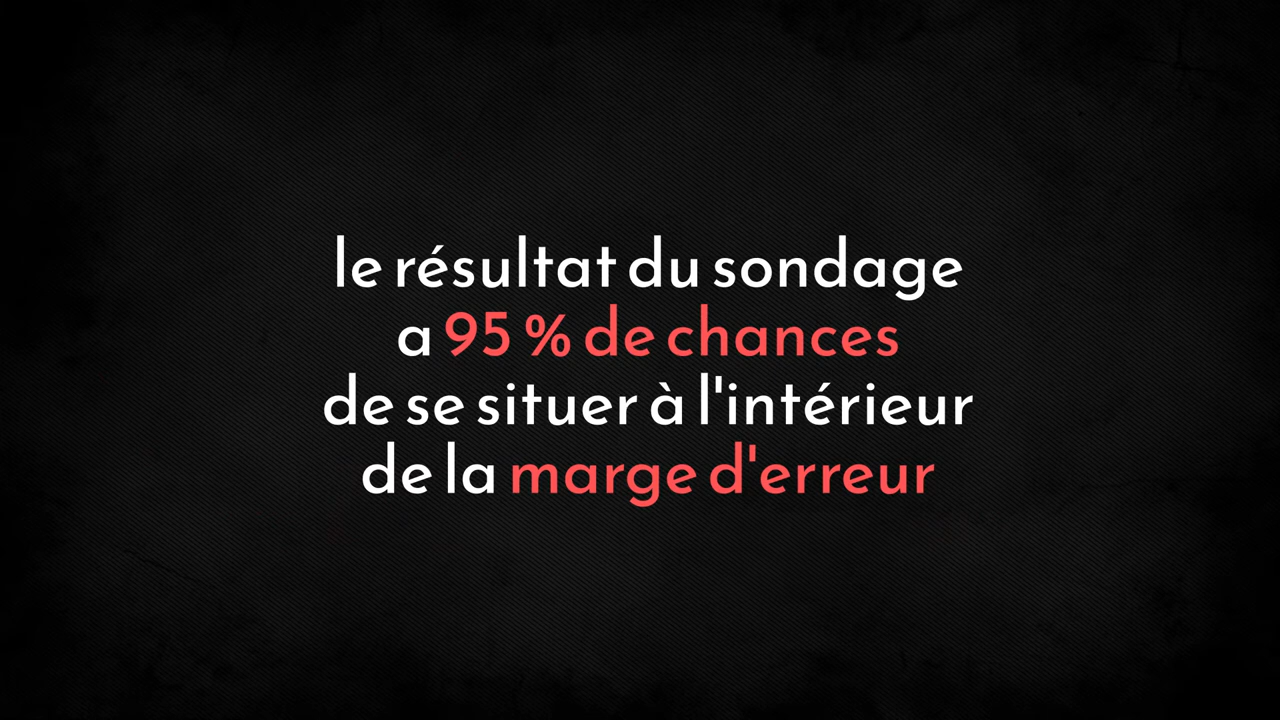 le résultat du sondage
a 95 % de chances
de se situer à l'intérieur
de la marge d'erreur